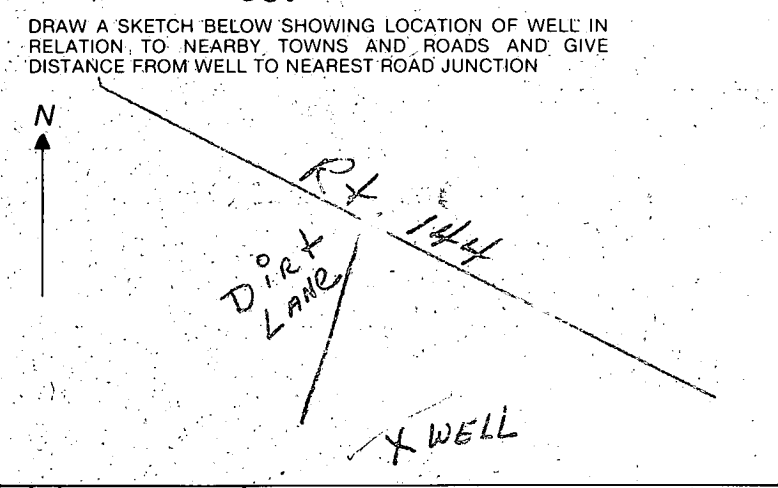 DRAW A SKETCH BELOW SHOWING LOCATION OF WELL IN
RELATION TO NEARBY TOWNS AND ROADS AND GIVE
DISTANCE FROM WELL TO NEAREST ROAD JUNCTION
N
Rt. 144
Dirt
LANE
X WELL